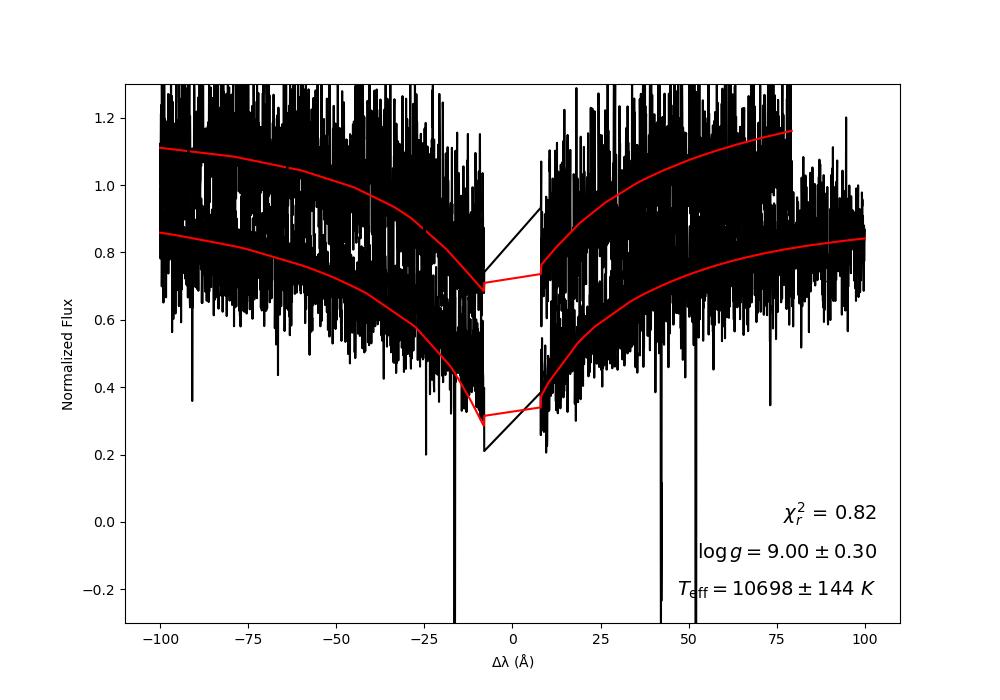 Normalized Flux
1.2
1.0
0.8
0.6
0.4
0.2
0.0
−0.2
χ²ᵣ = 0.82
log g = 9.00 ± 0.30
T_eff = 10698 ± 144 K
−100 −75 −50 −25 0 25 50 75 100
Δλ (Å)